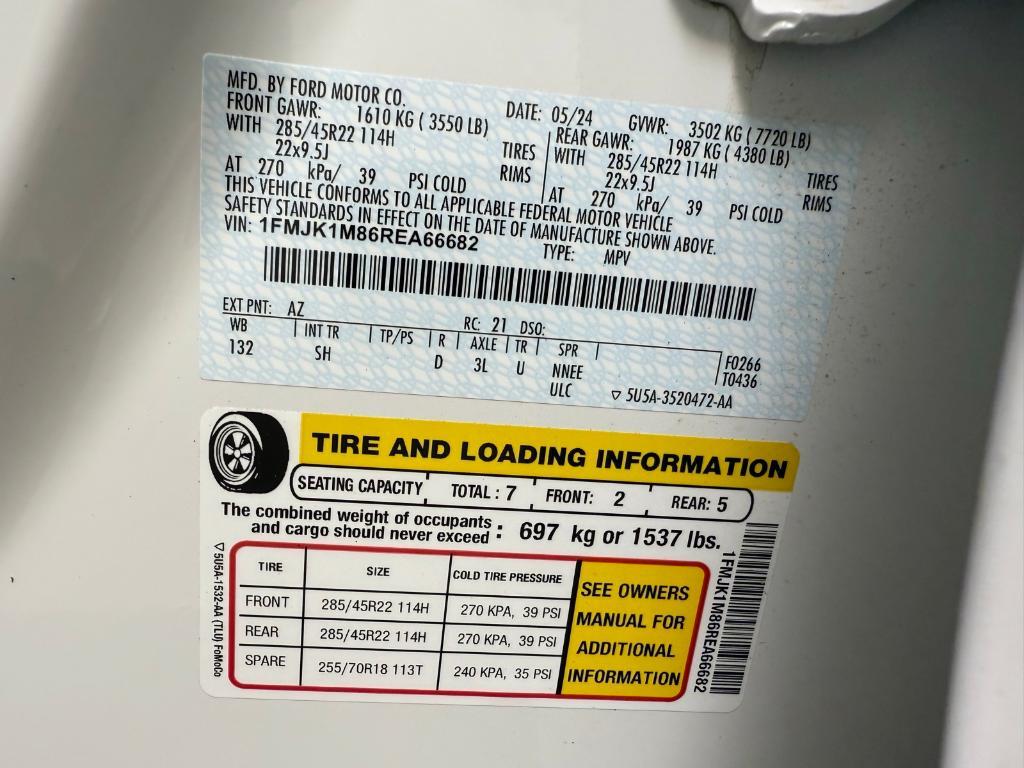 MFD. BY FORD MOTOR CO.
DATE: 05/24 GVWR: 3502 KG ( 7720 LB)
FRONT GAWR: 1610 KG ( 3550 LB)
WITH 285/45R22 114H TIRES
22x9.5J RIMS
AT 270 kPa/ 39 PSI COLD
REAR GAWR: 1987 KG ( 4380 LB)
WITH 285/45R22 114H TIRES
22x9.5J RIMS
AT 270 kPa/ 39 PSI COLD
THIS VEHICLE CONFORMS TO ALL APPLICABLE FEDERAL MOTOR VEHICLE
SAFETY STANDARDS IN EFFECT ON THE DATE OF MANUFACTURE SHOWN ABOVE.
VIN: 1FMJK1M86REA66682
TYPE: MPV
EXT PNT: AZ RC: 21 DSO:
WB INT TR TP/PS R AXLE TR SPR
132 SH D 3L U NNEE
ULC
F0266
T0436
▽ 5U5A-3520472-AA
TIRE AND LOADING INFORMATION
SEATING CAPACITY TOTAL : 7 FRONT: 2 REAR: 5
The combined weight of occupants
and cargo should never exceed : 697 kg or 1537 lbs.
TIRE SIZE COLD TIRE PRESSURE
FRONT 285/45R22 114H 270 KPA, 39 PSI
REAR 285/45R22 114H 270 KPA, 39 PSI
SPARE 255/70R18 113T 240 KPA, 35 PSI
SEE OWNERS
MANUAL FOR
ADDITIONAL
INFORMATION
▽ 5U5A-1532-AA (TLU) FoMoCo
1FMJK1M86REA66682